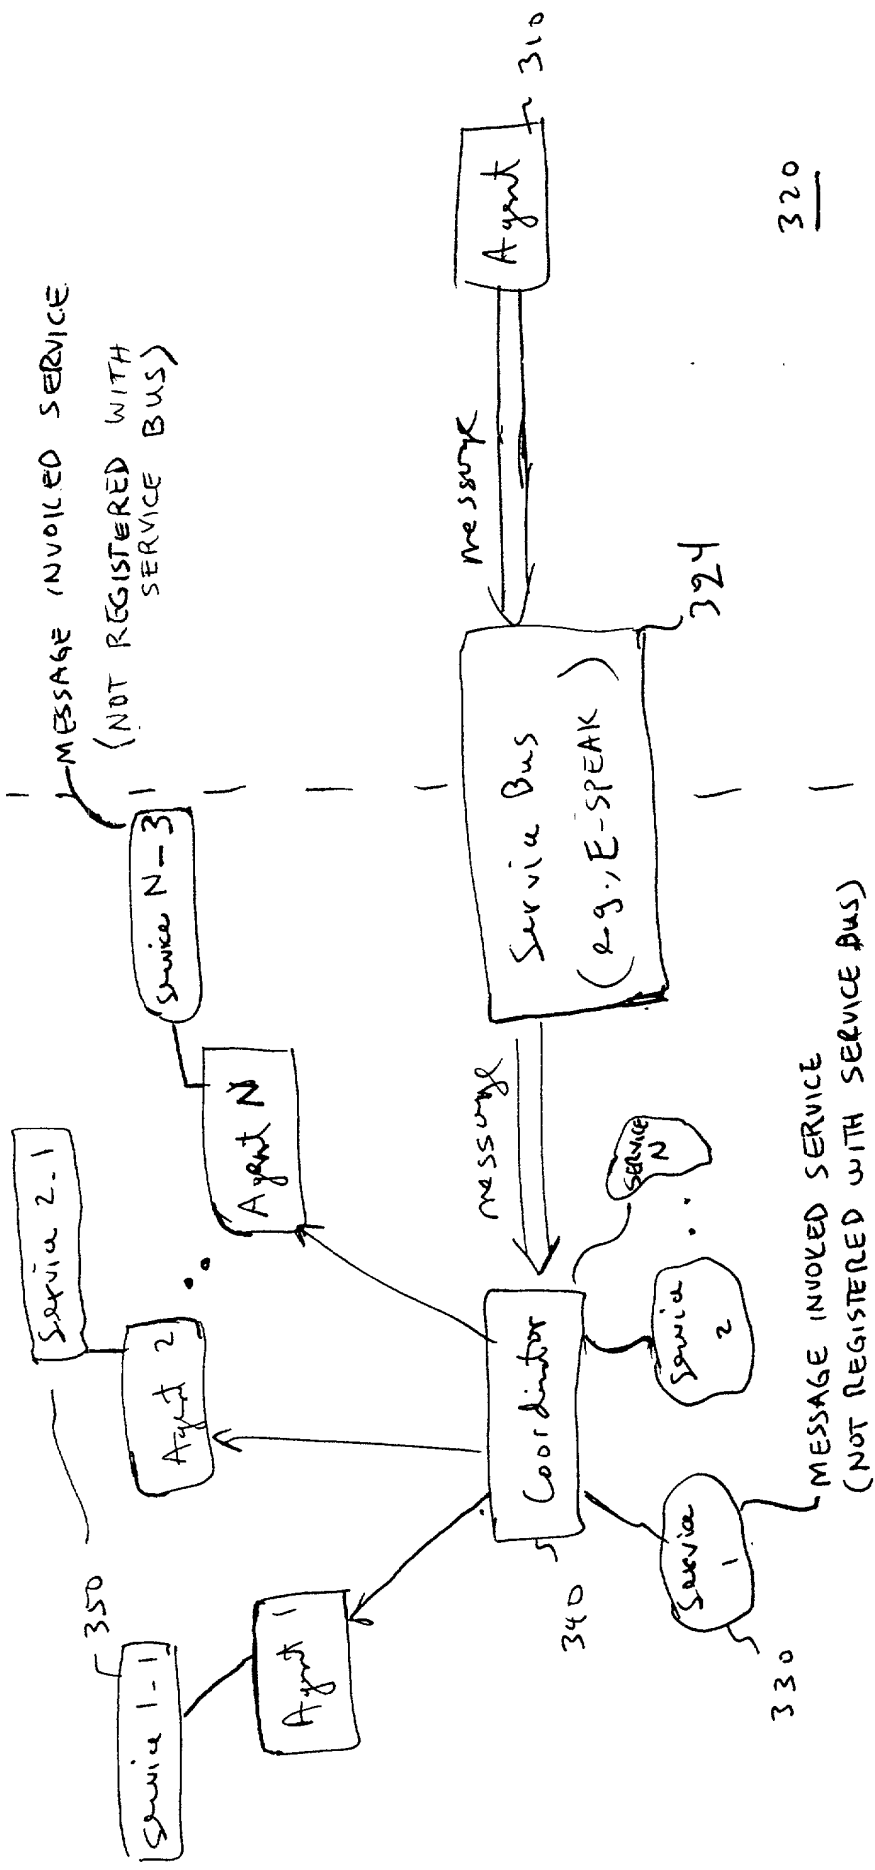 Service 1-1
350
Service 2-1
Service N-3
MESSAGE INVOKED SERVICE
(NOT REGISTERED WITH
SERVICE BUS)
Agent 1
Agent 2
Agent N
340
Coordinator
message
Service Bus
(e.g., E-SPEAK)
324
message
Agent
310
330
Service
1
Service
2
SERVICE
N
MESSAGE INVOKED SERVICE
(NOT REGISTERED WITH SERVICE BUS)
320